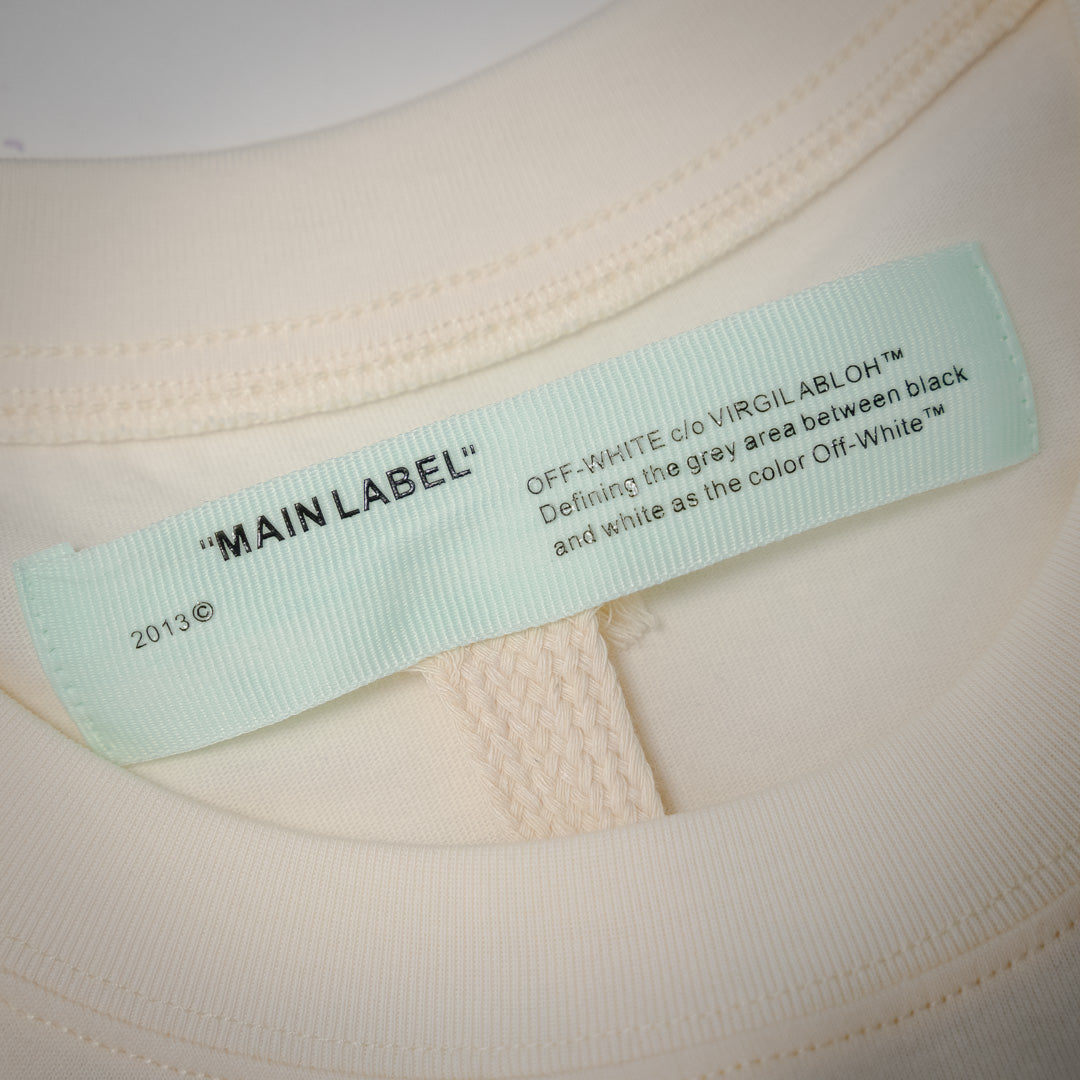 "MAIN LABEL"
2013©
OFF-WHITE c/o VIRGIL ABLOH™
Defining the grey area between black
and white as the color Off-White™